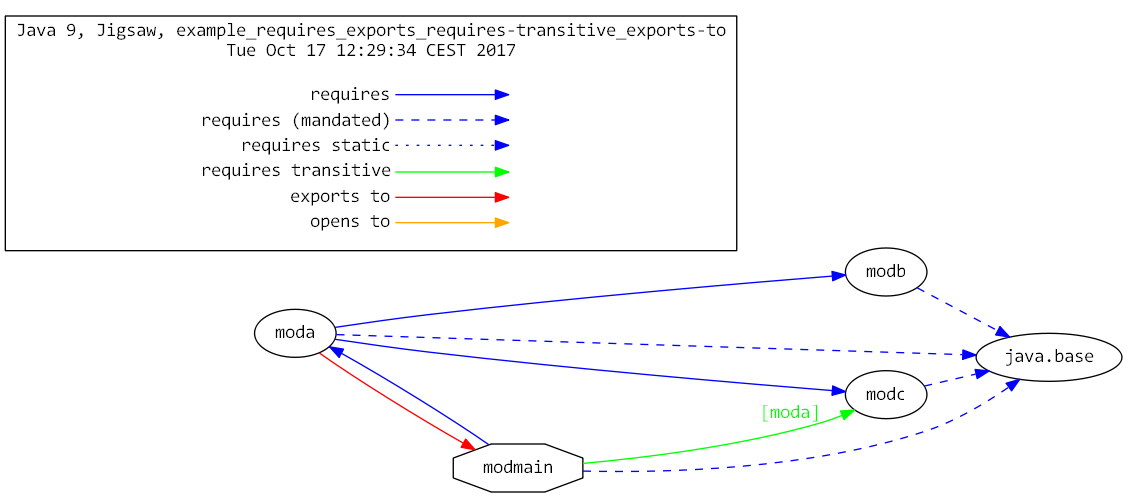 Java 9, Jigsaw, example_requires_exports_requires-transitive_exports-to
Tue Oct 17 12:29:34 CEST 2017
requires
requires (mandated)
requires static
requires transitive
exports to
opens to
modb
moda
java.base
modc
[moda]
modmain